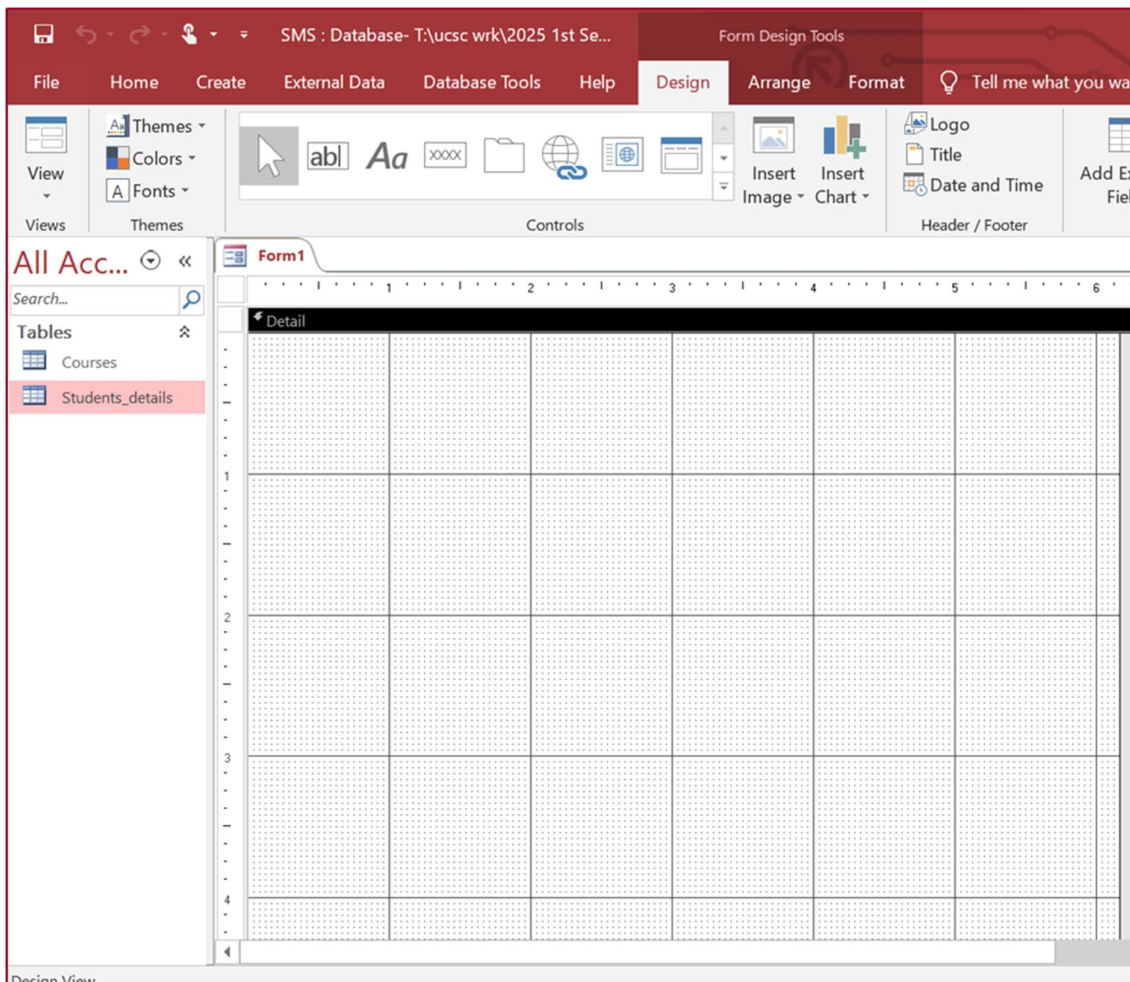 SMS : Database- T:\ucsc wrk\2025 1st Se...
Form Design Tools
File Home Create External Data Database Tools Help Design Arrange Format Tell me what you wa
View
Views
Themes
Colors
Fonts
Themes
ab
Aa
XXXX
Controls
Insert Image
Insert Chart
Logo
Title
Date and Time
Header / Footer
Add Ex
Fiel
All Acc...
Search...
Tables
Courses
Students_details
Form1
1 2 3 4 5 6
Detail
1
2
3
4
Design View